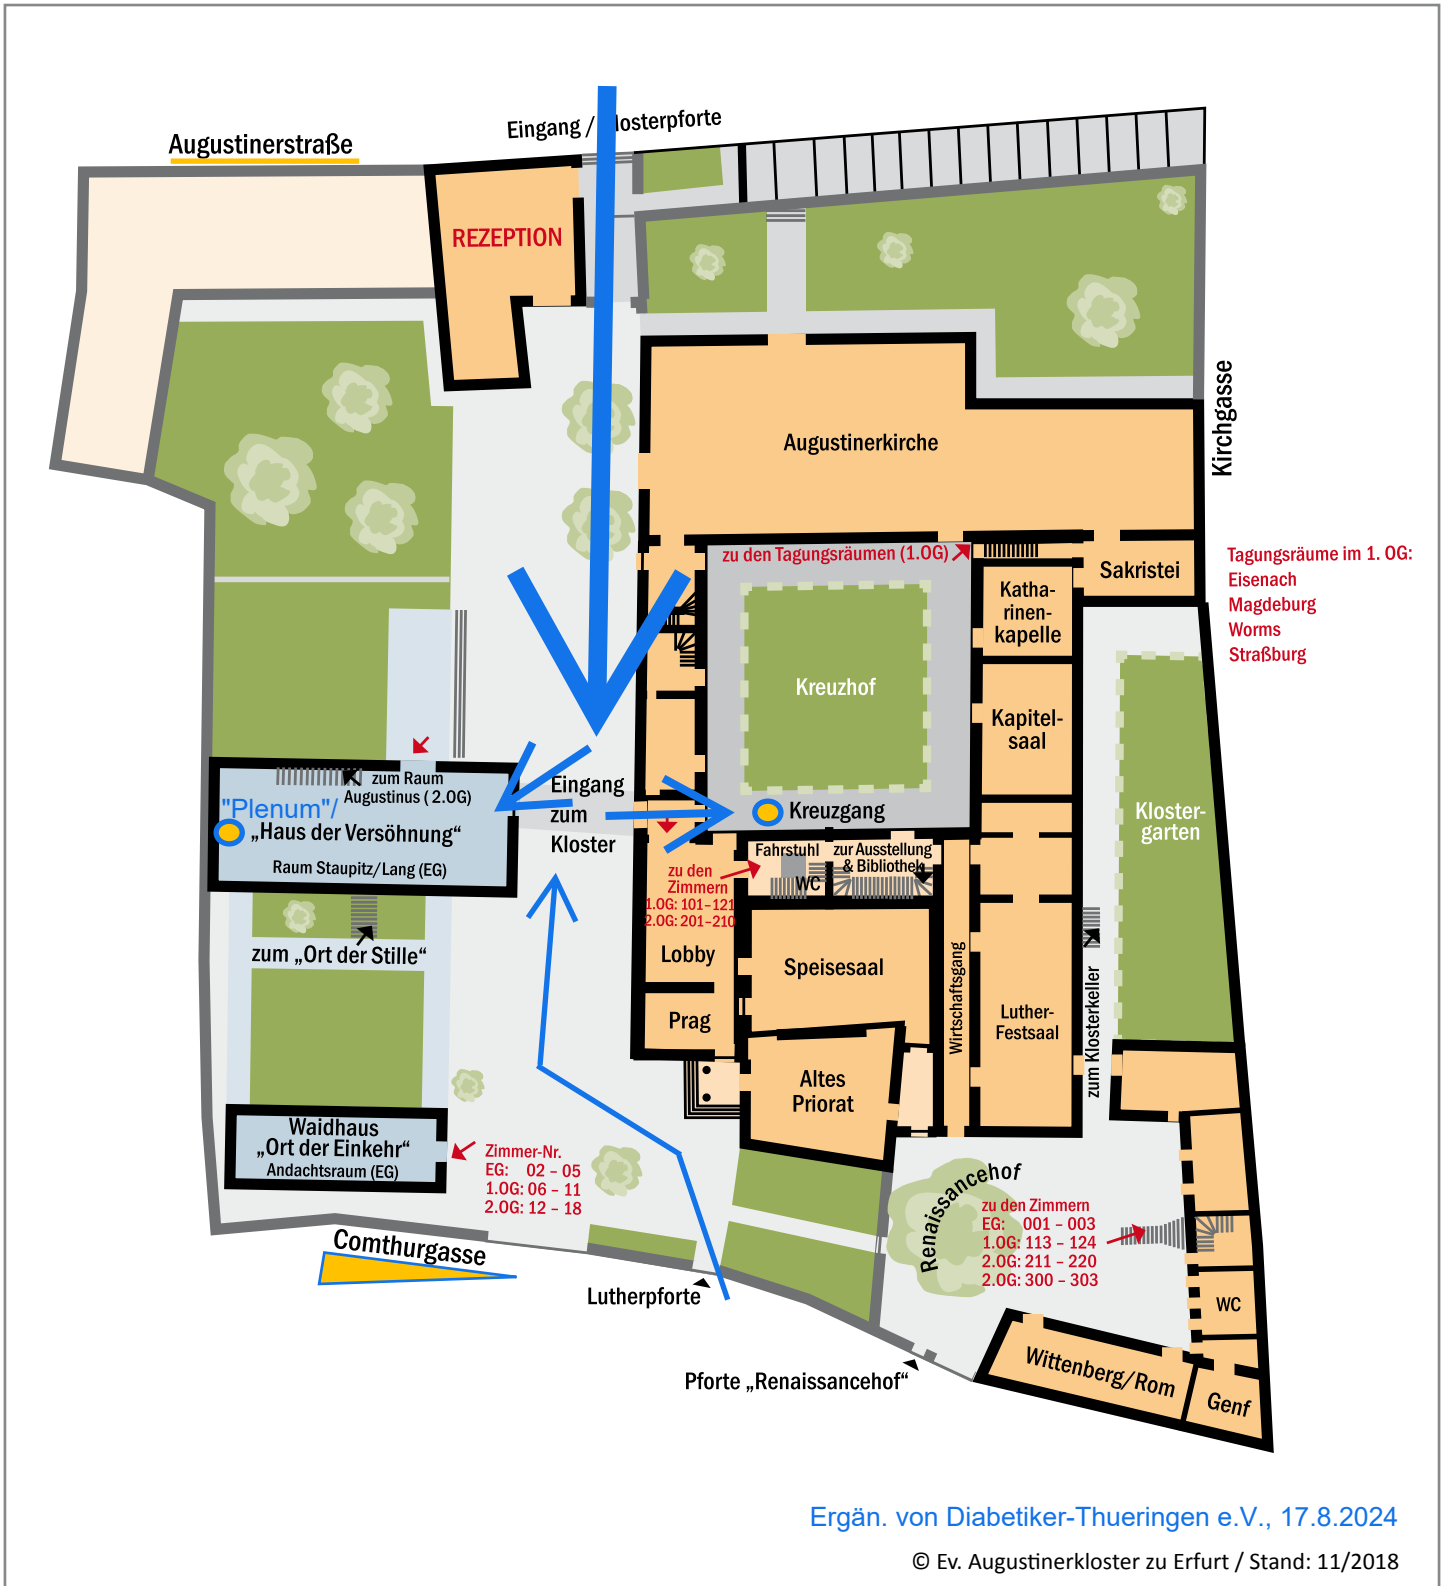 Augustinerstraße
Eingang / losterpforte
REZEPTION
Augustinerkirche
Kirchgasse
zu den Tagungsräumen (1.OG)
Sakristei
Katha-
rinen-
kapelle
Tagungsräume im 1. OG:
Eisenach
Magdeburg
Worms
Straßburg
Kreuzhof
Kapitel-
saal
zum Raum
Augustinus ( 2.OG)
"Plenum"/
„Haus der Versöhnung“
Raum Staupitz/Lang (EG)
Eingang
zum
Kloster
Kreuzgang
Kloster-
garten
Fahrstuhl
WC
zur Ausstellung
& Bibliothek
zu den
Zimmern
1.OG: 101–121
2.OG: 201–210
Lobby
Speisesaal
Prag
Wirtschaftsgang
Luther-
Festsaal
zum Klosterkeller
zum „Ort der Stille“
Altes
Priorat
Waidhaus
„Ort der Einkehr“
Andachtsraum (EG)
Zimmer-Nr.
EG: 02 – 05
1.OG: 06 – 11
2.OG: 12 – 18
Renaissancehof
zu den Zimmern
EG: 001 – 003
1.OG: 113 – 124
2.OG: 211 – 220
2.OG: 300 – 303
Comthurgasse
Lutherpforte
WC
Pforte „Renaissancehof“
Wittenberg/Rom
Genf
Ergän. von Diabetiker-Thueringen e.V., 17.8.2024
© Ev. Augustinerkloster zu Erfurt / Stand: 11/2018